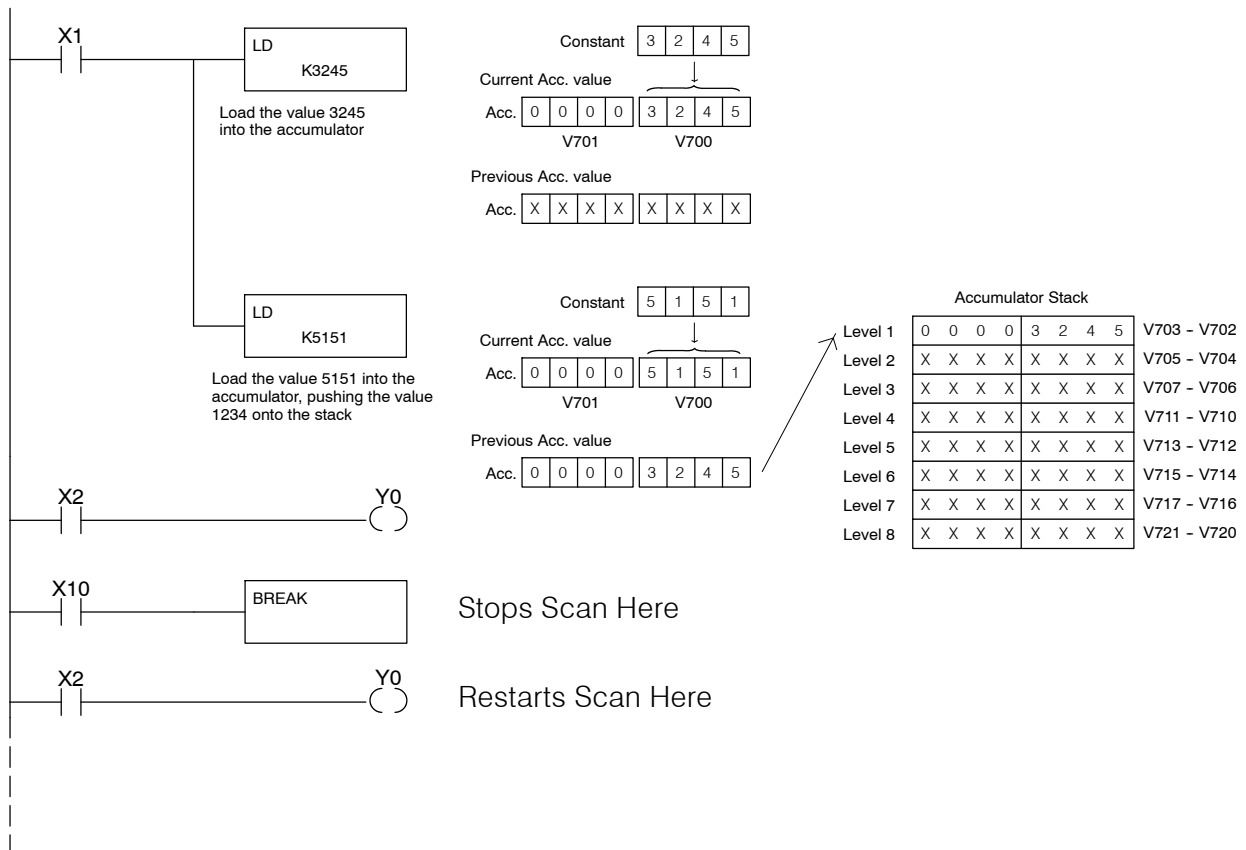 X1
LD
K3245
Load the value 3245
into the accumulator
Constant 3 2 4 5
Current Acc. value
Acc. 0 0 0 0 3 2 4 5
V701 V700
Previous Acc. value
Acc. X X X X X X X X
LD
K5151
Load the value 5151 into the
accumulator, pushing the value
1234 onto the stack
Constant 5 1 5 1
Current Acc. value
Acc. 0 0 0 0 5 1 5 1
V701 V700
Previous Acc. value
Acc. 0 0 0 0 3 2 4 5
Accumulator Stack
Level 1 0 0 0 0 3 2 4 5 V703 - V702
Level 2 X X X X X X X X V705 - V704
Level 3 X X X X X X X X V707 - V706
Level 4 X X X X X X X X V711 - V710
Level 5 X X X X X X X X V713 - V712
Level 6 X X X X X X X X V715 - V714
Level 7 X X X X X X X X V717 - V716
Level 8 X X X X X X X X V721 - V720
X2 Y0
X10
BREAK
Stops Scan Here
X2 Y0
Restarts Scan Here